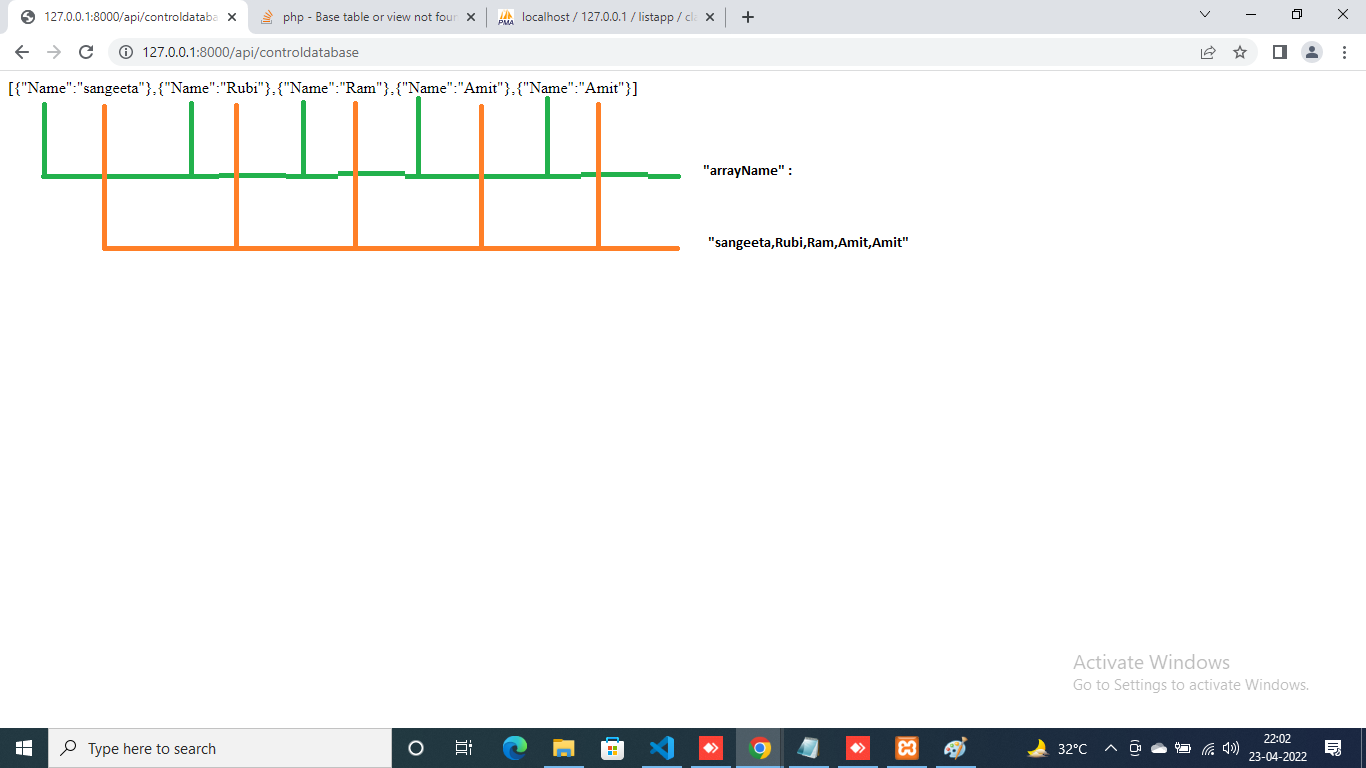 127.0.0.1:8000/api/controldataba
php - Base table or view not foun
PMA
localhost / 127.0.0.1 / listapp / cla
127.0.0.1:8000/api/controldatabase
[{"Name":"sangeeta"},{"Name":"Rubi"},{"Name":"Ram"},{"Name":"Amit"},{"Name":"Amit"}]
"arrayName" :
"sangeeta,Rubi,Ram,Amit,Amit"
Activate Windows
Go to Settings to activate Windows.
Type here to search
32°C
22:02
23-04-2022